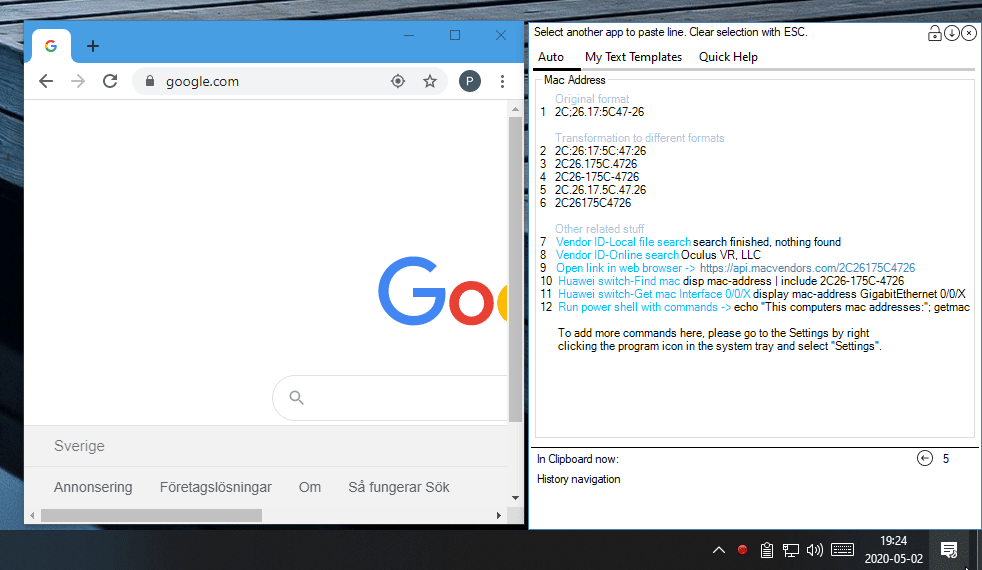 google.com
P
Goo
Sverige
Annonsering Företagslösningar Om Så fungerar Sök
Select another app to paste line. Clear selection with ESC.
Auto My Text Templates Quick Help
Mac Address
Original format
1 2C;26.17:5C47-26
Transformation to different formats
2 2C:26:17:5C:47:26
3 2C26.175C.4726
4 2C26-175C-4726
5 2C.26.17.5C.47.26
6 2C26175C4726
Other related stuff
7 Vendor ID-Local file search search finished, nothing found
8 Vendor ID-Online search Oculus VR, LLC
9 Open link in web browser -> https://api.macvendors.com/2C26175C4726
10 Huawei switch-Find mac disp mac-address | include 2C26-175C-4726
11 Huawei switch-Get mac Interface 0/0/X display mac-address GigabitEthernet 0/0/X
12 Run power shell with commands -> echo "This computers mac addresses:"; getmac
To add more commands here, please go to the Settings by right
clicking the program icon in the system tray and select "Settings".
In Clipboard now: 5
History navigation
19:24
2020-05-02